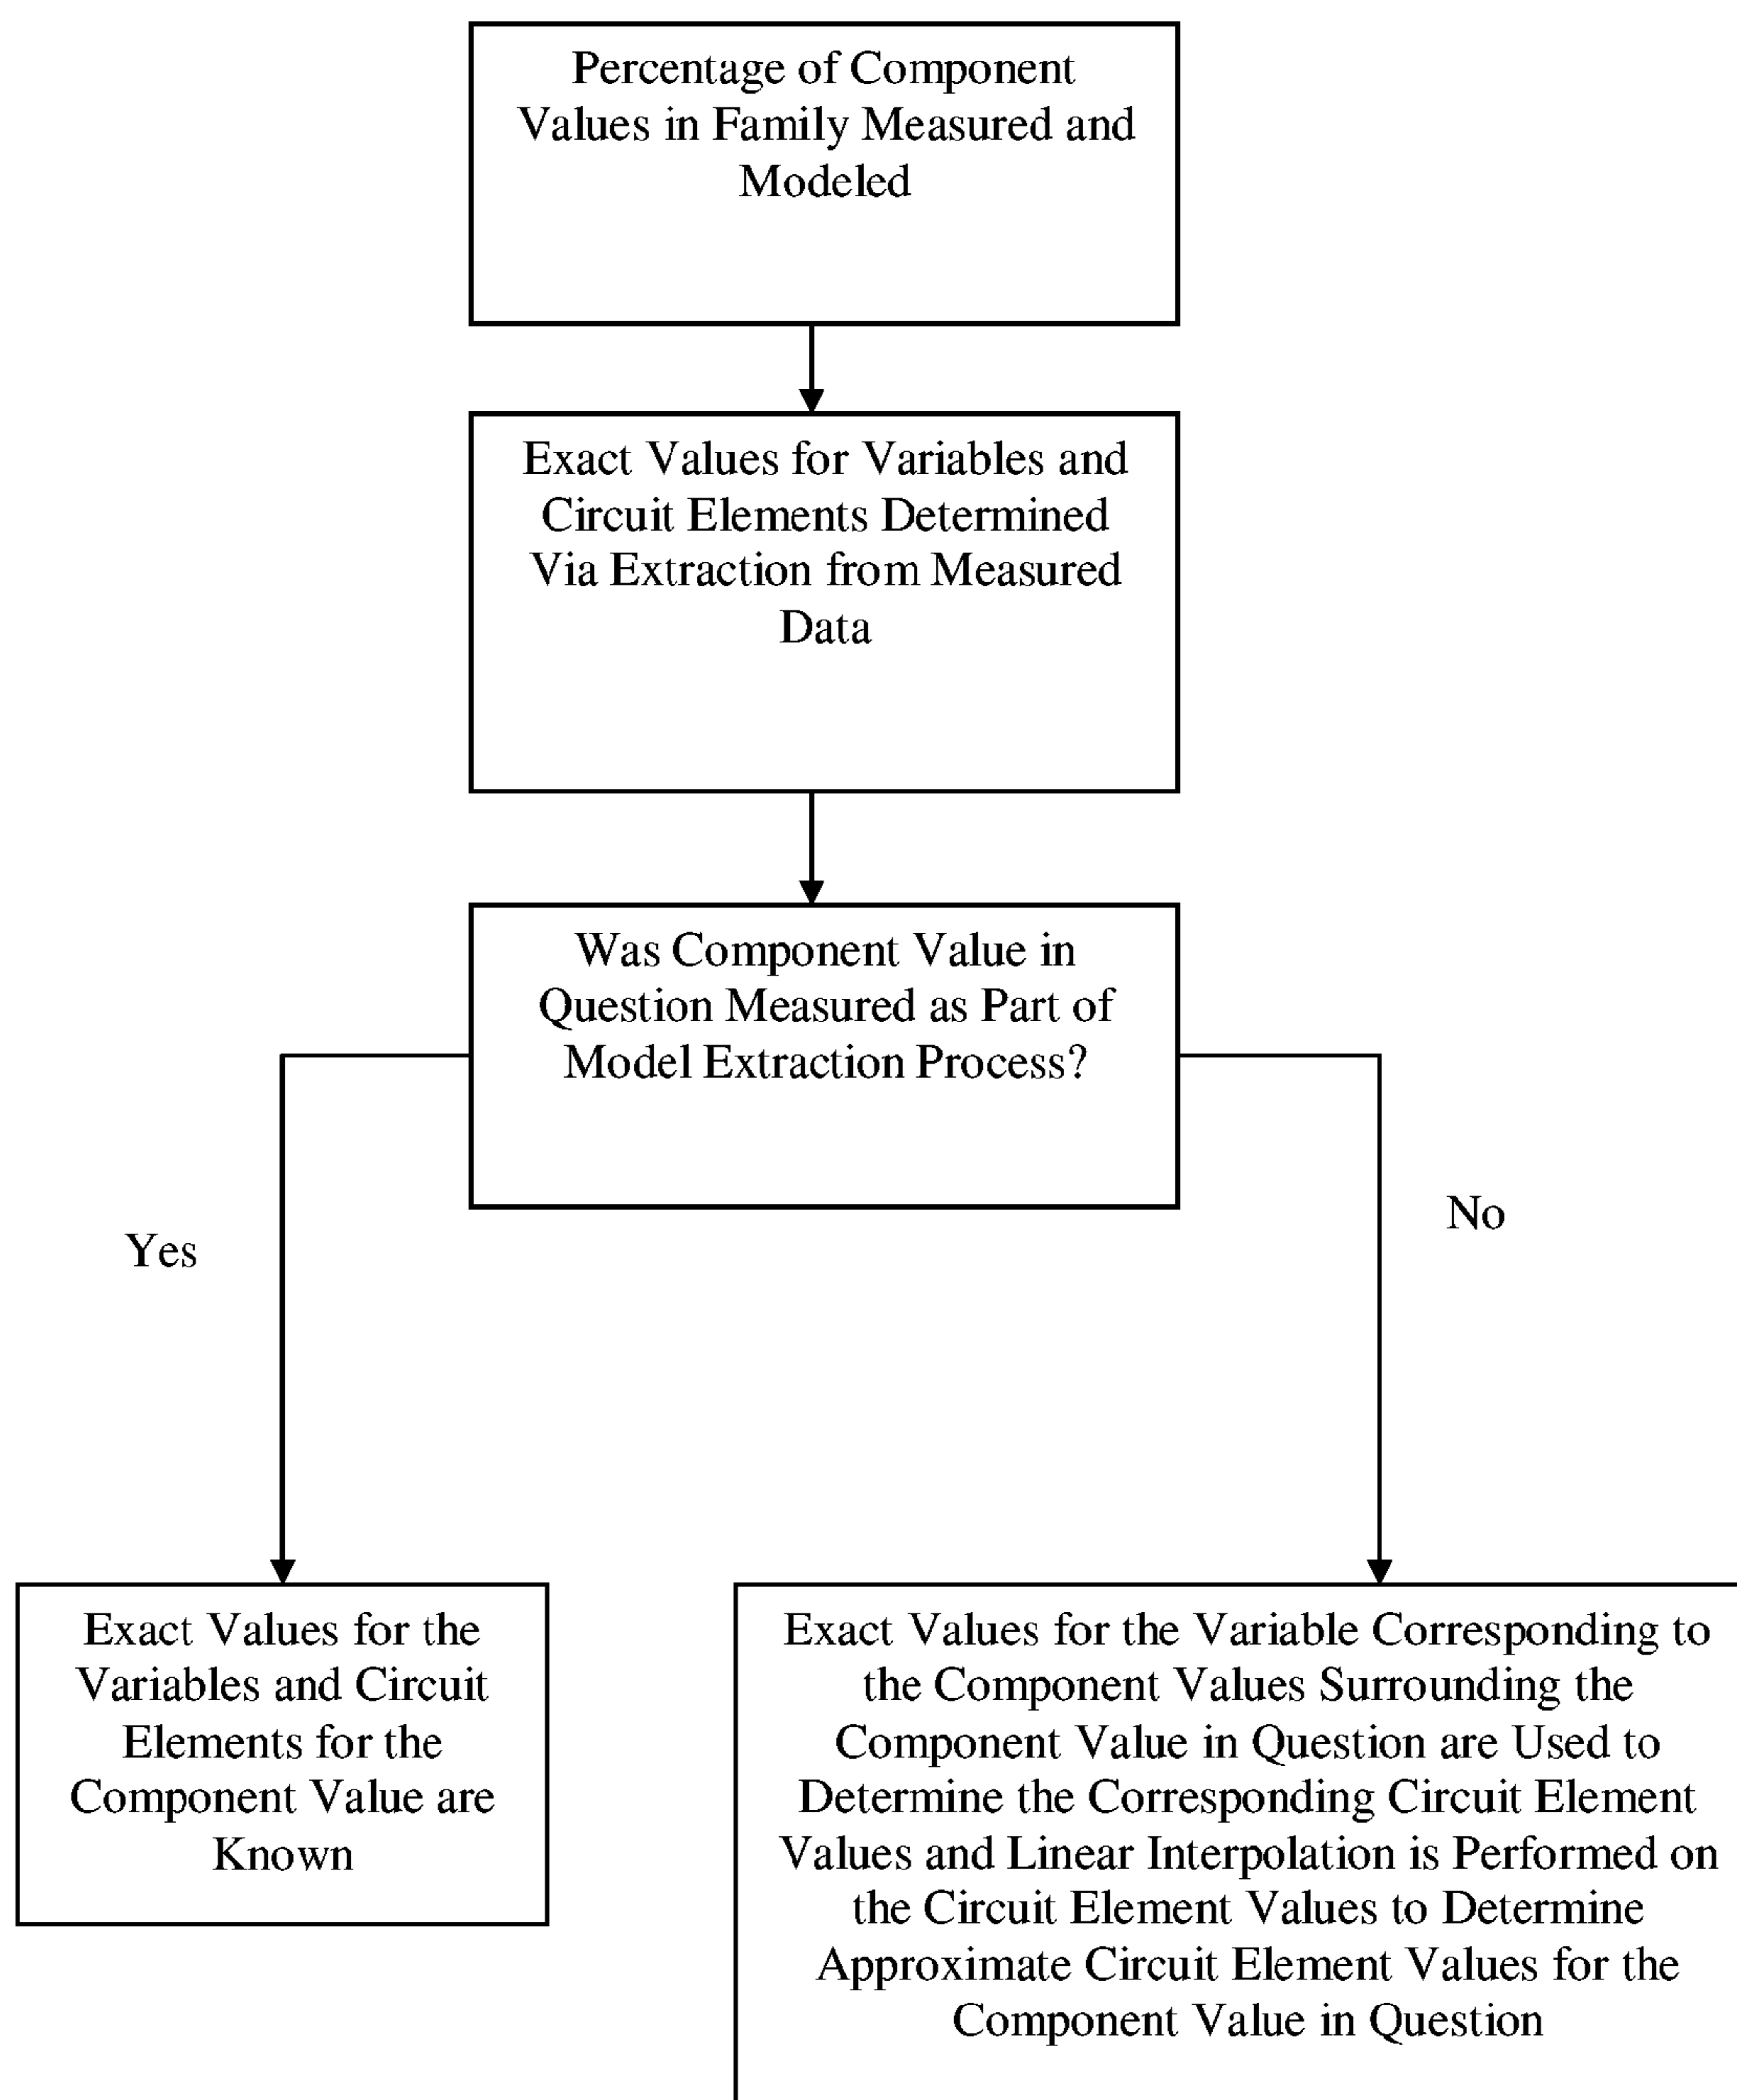 Percentage of Component
Values in Family Measured and
Modeled
Exact Values for Variables and
Circuit Elements Determined
Via Extraction from Measured
Data
Was Component Value in
Question Measured as Part of
Model Extraction Process?
Yes
No
Exact Values for the
Variables and Circuit
Elements for the
Component Value are
Known
Exact Values for the Variable Corresponding to
the Component Values Surrounding the
Component Value in Question are Used to
Determine the Corresponding Circuit Element
Values and Linear Interpolation is Performed on
the Circuit Element Values to Determine
Approximate Circuit Element Values for the
Component Value in Question